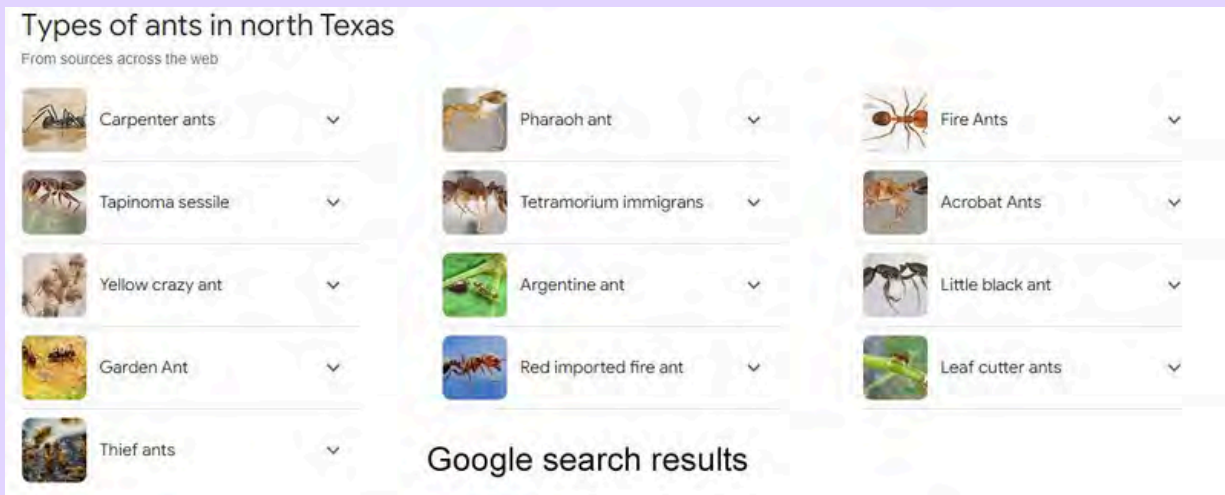 Types of ants in north Texas
From sources across the web
Carpenter ants
Pharaoh ant
Fire Ants
Tapinoma sessile
Tetramorium immigrans
Acrobat Ants
Yellow crazy ant
Argentine ant
Little black ant
Garden Ant
Red imported fire ant
Leaf cutter ants
Thief ants
Google search results